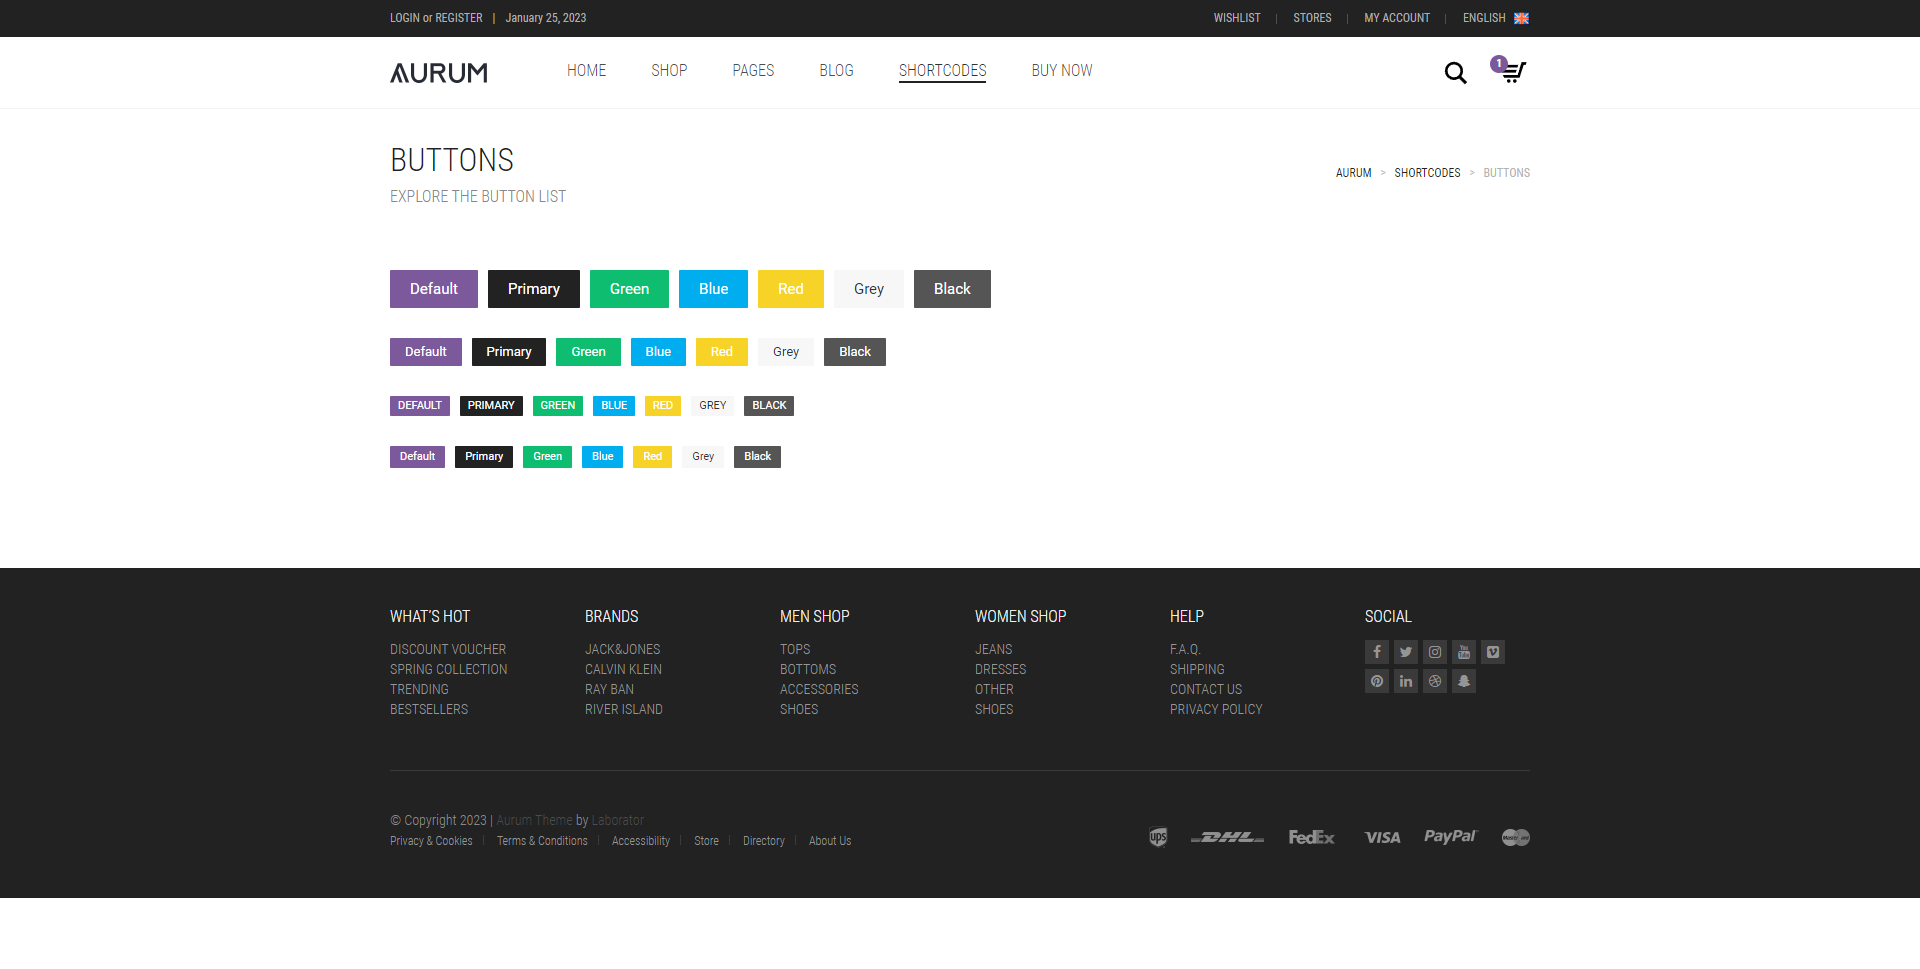 LOGIN or REGISTER | January 25, 2023 WISHLIST STORES MY ACCOUNT ENGLISH
AURUM HOME SHOP PAGES BLOG SHORTCODES BUY NOW 1
BUTTONS
AURUM > SHORTCODES > BUTTONS
EXPLORE THE BUTTON LIST
Default Primary Green Blue Red Grey Black
Default Primary Green Blue Red Grey Black
DEFAULT PRIMARY GREEN BLUE RED GREY BLACK
Default Primary Green Blue Red Grey Black
WHAT'S HOT BRANDS MEN SHOP WOMEN SHOP HELP SOCIAL
DISCOUNT VOUCHER JACK&JONES TOPS JEANS F.A.Q.
SPRING COLLECTION CALVIN KLEIN BOTTOMS DRESSES SHIPPING
TRENDING RAY BAN ACCESSORIES OTHER CONTACT US
BESTSELLERS RIVER ISLAND SHOES SHOES PRIVACY POLICY
© Copyright 2023 | Aurum Theme by Laborator
Privacy & Cookies Terms & Conditions Accessibility Store Directory About Us
ups DHL FedEx VISA PayPal MasterCard